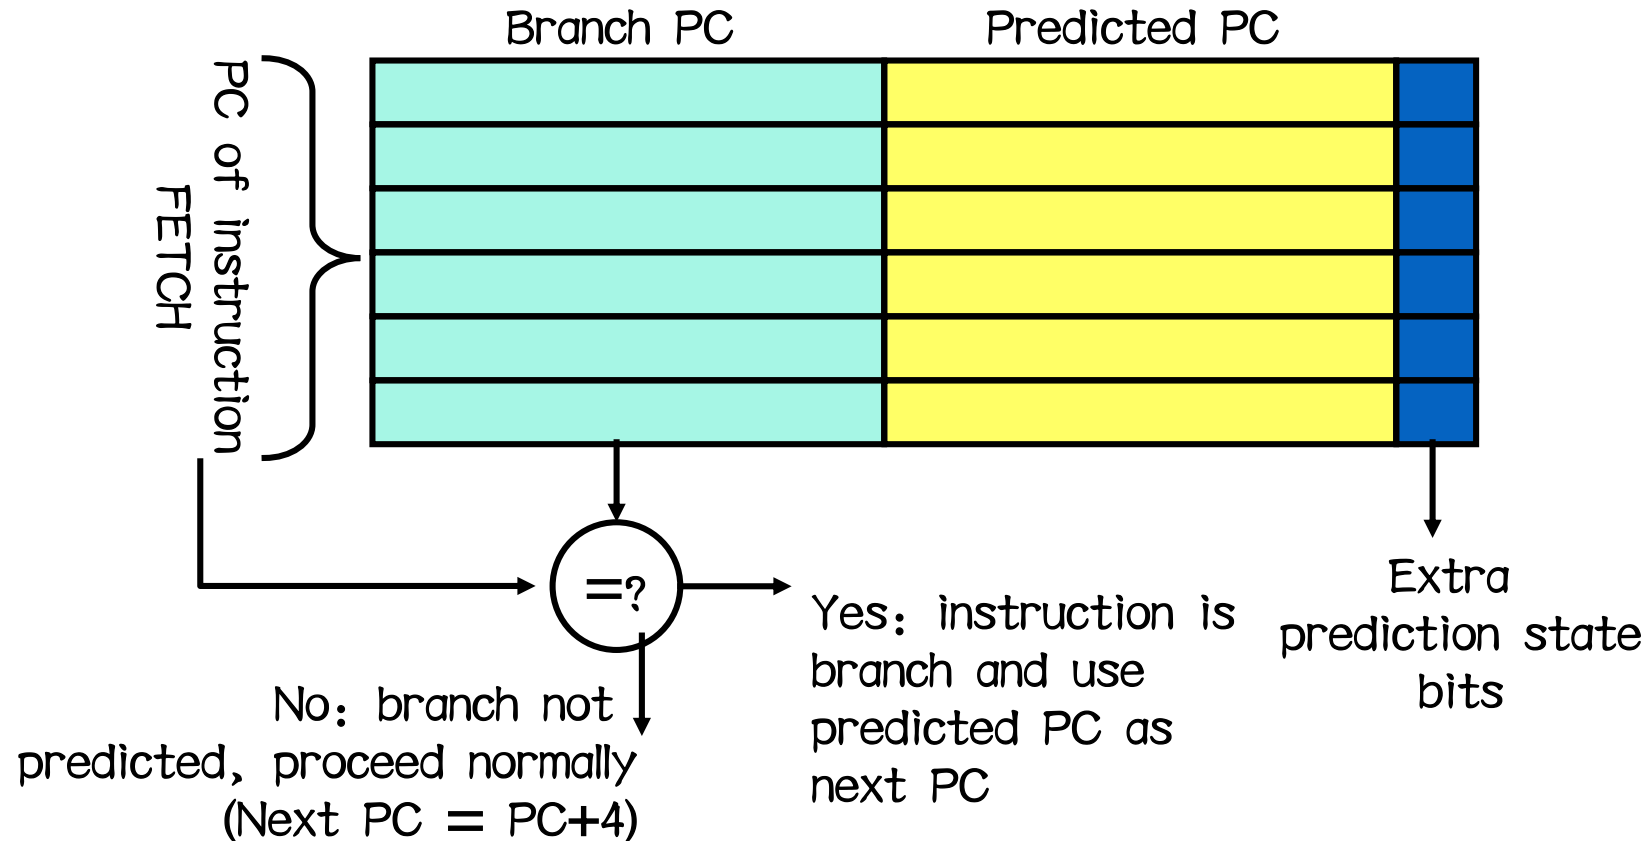 Branch PC
Predicted PC
PC of instruction
FETCH
=?
Yes: instruction is
branch and use
predicted PC as
next PC
No: branch not
predicted, proceed normally
(Next PC = PC+4)
Extra
prediction state
bits